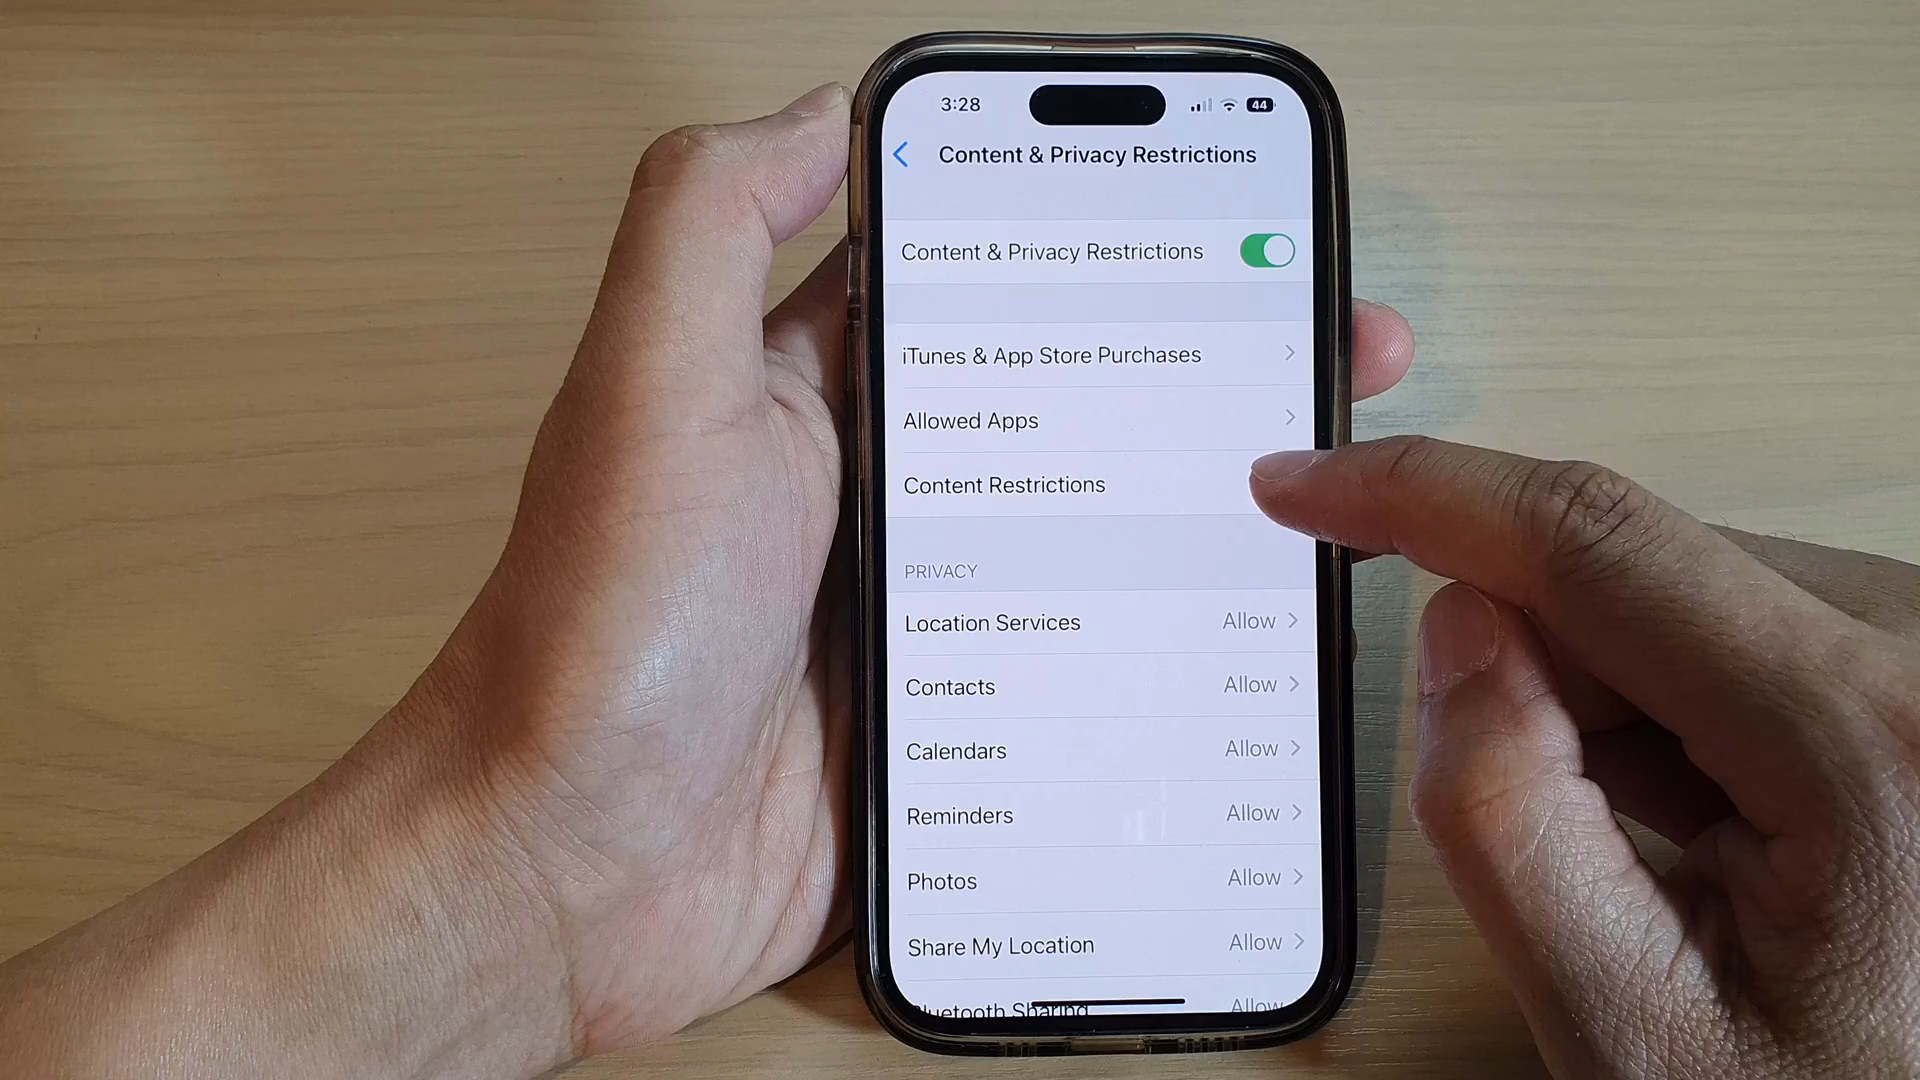 3:28
44
Content & Privacy Restrictions
Content & Privacy Restrictions
iTunes & App Store Purchases
Allowed Apps
Content Restrictions
PRIVACY
Location Services Allow
Contacts Allow
Calendars Allow
Reminders Allow
Photos Allow
Share My Location Allow
Bluetooth Sharing Allow